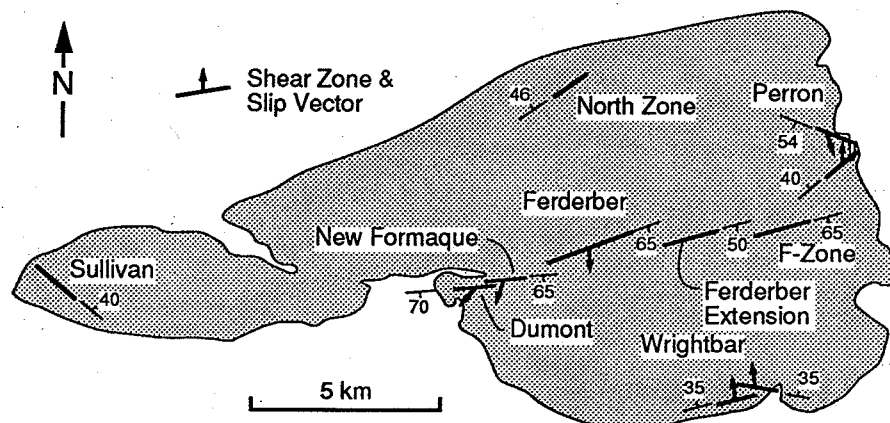 N
Shear Zone &
Slip Vector
46
North Zone
Perron
54
40
Ferderber
New Formaque
65
50
65
F-Zone
Sullivan
40
70
65
Dumont
Ferderber
Extension
Wrightbar
35
35
5 km